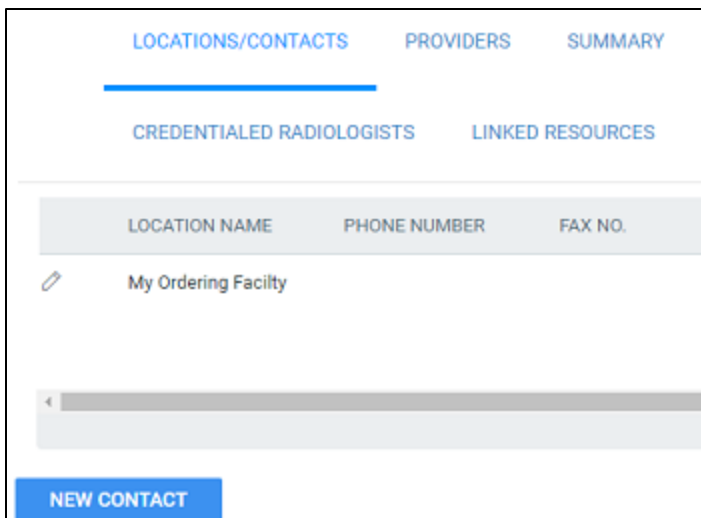 LOCATIONS/CONTACTS PROVIDERS SUMMARY
CREDENTIALED RADIOLOGISTS LINKED RESOURCES
LOCATION NAME PHONE NUMBER FAX NO.
My Ordering Facilty
NEW CONTACT